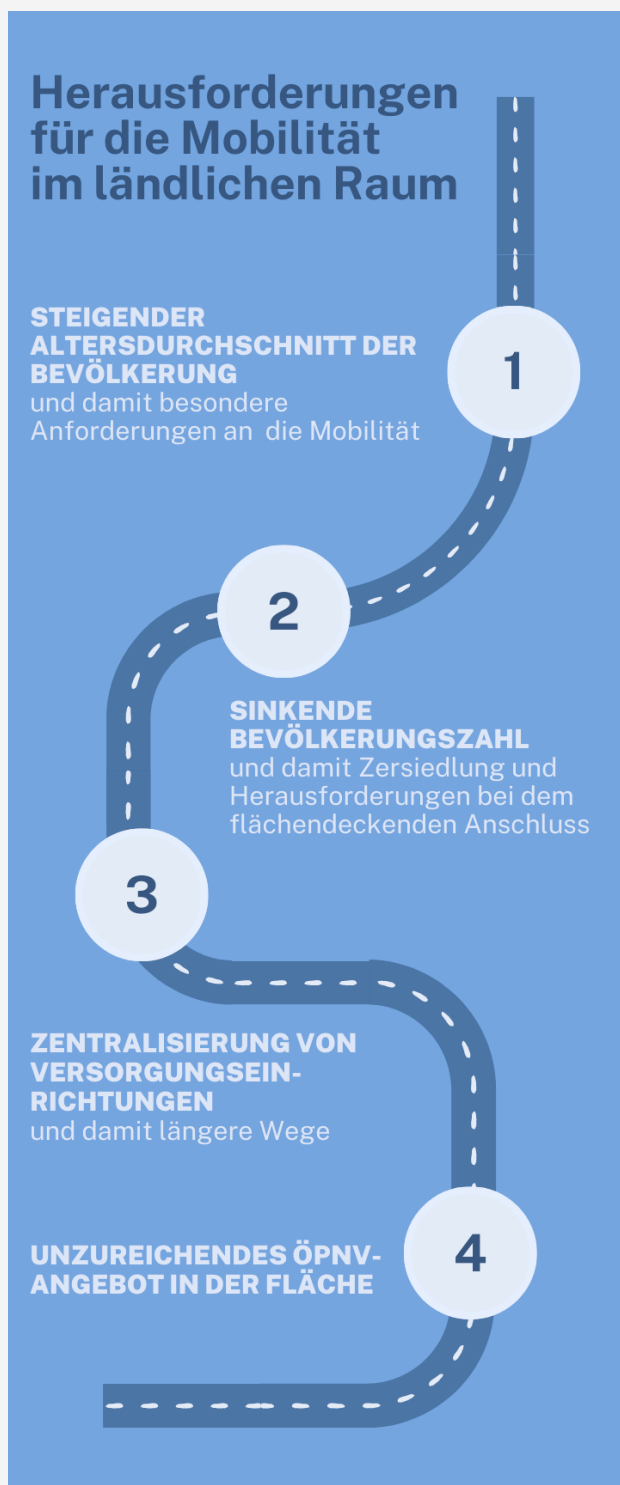 Herausforderungen
für die Mobilität
im ländlichen Raum
STEIGENDER
ALTERSDURCHSCHNITT DER
BEVÖLKERUNG
und damit besondere
Anforderungen an die Mobilität
1
2
SINKENDE
BEVÖLKERUNGSZAHL
und damit Zersiedlung und
Herausforderungen bei dem
flächendeckenden Anschluss
3
ZENTRALISIERUNG VON
VERSORGUNGSEIN-
RICHTUNGEN
und damit längere Wege
UNZUREICHENDES ÖPNV-
ANGEBOT IN DER FLÄCHE
4